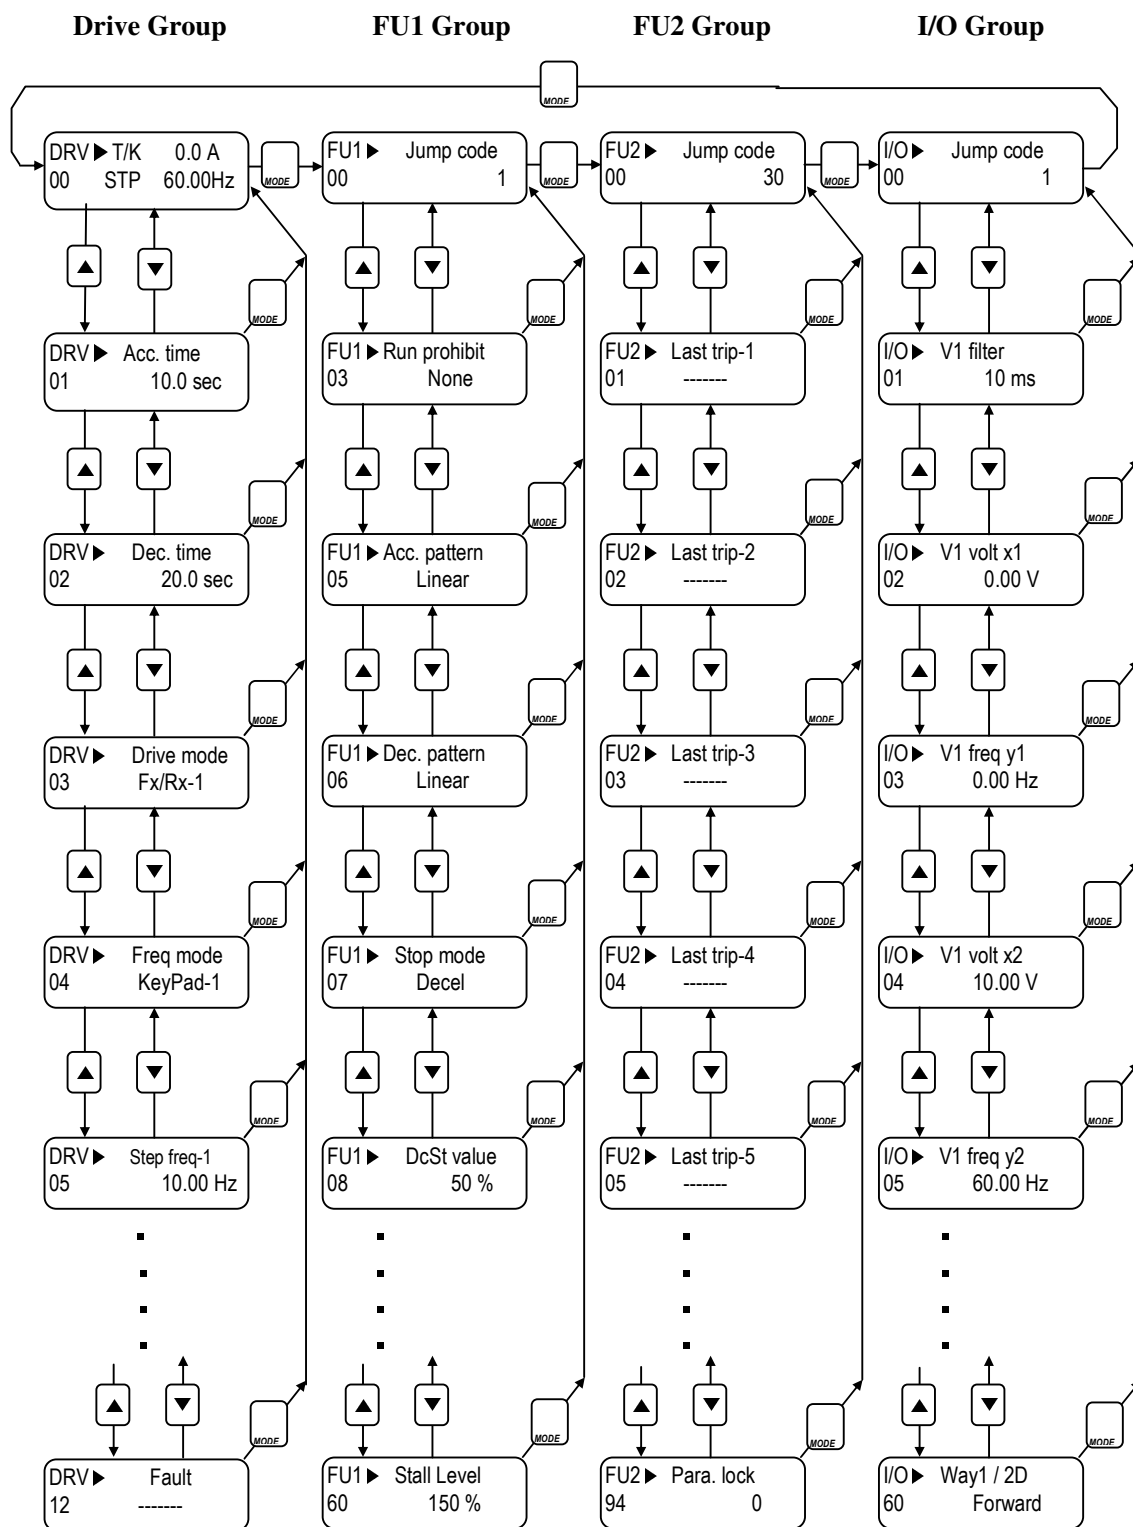 Drive Group FU1 Group FU2 Group I/O Group
MODE
DRV▶ T/K 0.0 A
00 STP 60.00Hz
MODE
FU1▶ Jump code
00 1
MODE
FU2▶ Jump code
00 30
MODE
I/O▶ Jump code
00 1
▲ ▼ MODE ▲ ▼ MODE ▲ ▼ MODE ▲ ▼ MODE
DRV▶ Acc. time
01 10.0 sec
FU1▶ Run prohibit
03 None
FU2▶ Last trip-1
01 -------
I/O▶ V1 filter
01 10 ms
▲ ▼ MODE ▲ ▼ MODE ▲ ▼ MODE ▲ ▼ MODE
DRV▶ Dec. time
02 20.0 sec
FU1▶ Acc. pattern
05 Linear
FU2▶ Last trip-2
02 -------
I/O▶ V1 volt x1
02 0.00 V
▲ ▼ MODE ▲ ▼ MODE ▲ ▼ MODE ▲ ▼ MODE
DRV▶ Drive mode
03 Fx/Rx-1
FU1▶ Dec. pattern
06 Linear
FU2▶ Last trip-3
03 -------
I/O▶ V1 freq y1
03 0.00 Hz
▲ ▼ MODE ▲ ▼ MODE ▲ ▼ MODE ▲ ▼ MODE
DRV▶ Freq mode
04 KeyPad-1
FU1▶ Stop mode
07 Decel
FU2▶ Last trip-4
04 -------
I/O▶ V1 volt x2
04 10.00 V
▲ ▼ MODE ▲ ▼ MODE ▲ ▼ MODE ▲ ▼ MODE
DRV▶ Step freq-1
05 10.00 Hz
FU1▶ DcSt value
08 50 %
FU2▶ Last trip-5
05 -------
I/O▶ V1 freq y2
05 60.00 Hz
▲ ▼ MODE ▲ ▼ MODE ▲ ▼ MODE ▲ ▼ MODE
DRV▶ Fault
12 -------
FU1▶ Stall Level
60 150 %
FU2▶ Para. lock
94 0
I/O▶ Way1 / 2D
60 Forward